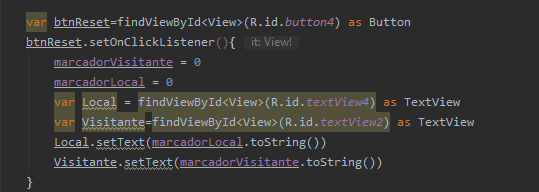 var btnReset=findViewById<View>(R.id.button4) as Button
btnReset.setOnClickListener(){ it: View!
marcadorVisitante = 0
marcadorLocal = 0
var Local = findViewById<View>(R.id.textView4) as TextView
var Visitante=findViewById<View>(R.id.textView2) as TextView
Local.setText(marcadorLocal.toString())
Visitante.setText(marcadorVisitante.toString())
}